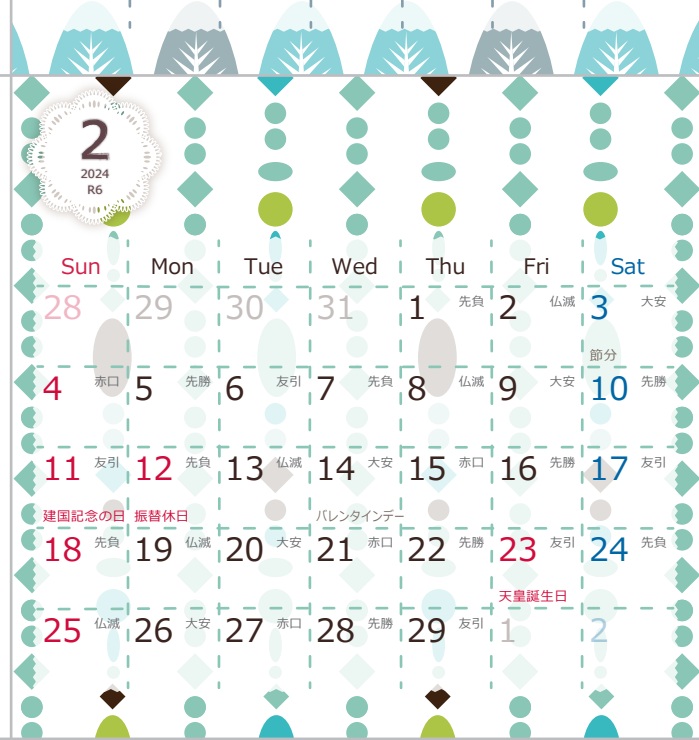 2
2024
R6
Sun Mon Tue Wed Thu Fri Sat
28 29 30 31 1 先負 2 仏滅 3 大安
節分
4 赤口 5 先勝 6 友引 7 先負 8 仏滅 9 大安 10 先勝
11 友引 12 先負 13 仏滅 14 大安 15 赤口 16 先勝 17 友引
建国記念の日 振替休日 バレンタインデー
18 先負 19 仏滅 20 大安 21 赤口 22 先勝 23 友引 24 先負
天皇誕生日
25 仏滅 26 大安 27 赤口 28 先勝 29 友引 1 2